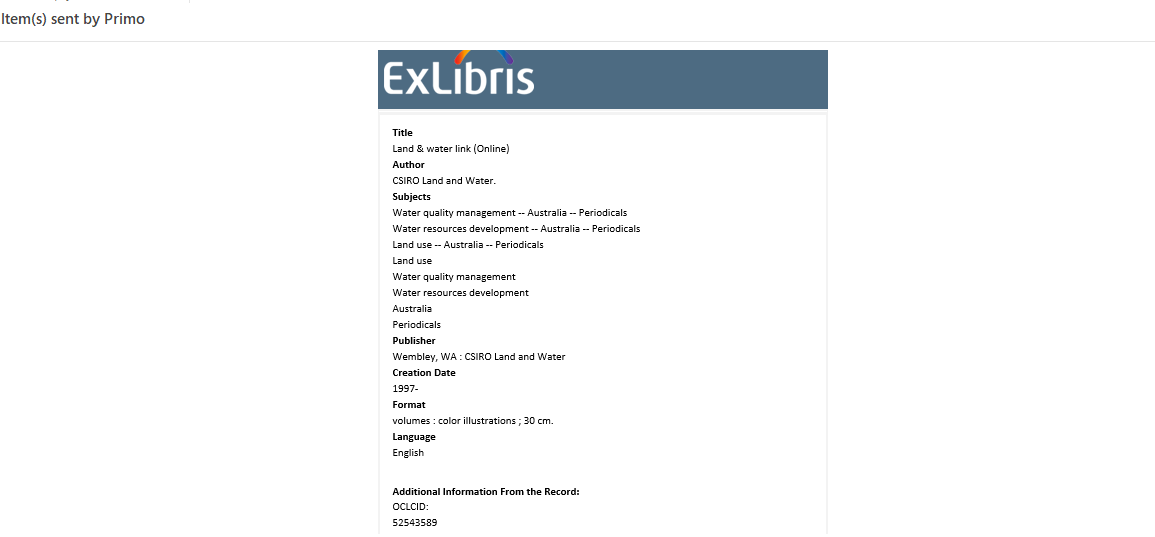 Item(s) sent by Primo
ExLibris
Title
Land & water link (Online)
Author
CSIRO Land and Water.
Subjects
Water quality management -- Australia -- Periodicals
Water resources development -- Australia -- Periodicals
Land use -- Australia -- Periodicals
Land use
Water quality management
Water resources development
Australia
Periodicals
Publisher
Wembley, WA : CSIRO Land and Water
Creation Date
1997-
Format
volumes : color illustrations ; 30 cm.
Language
English
Additional Information From the Record:
OCLCID:
52543589